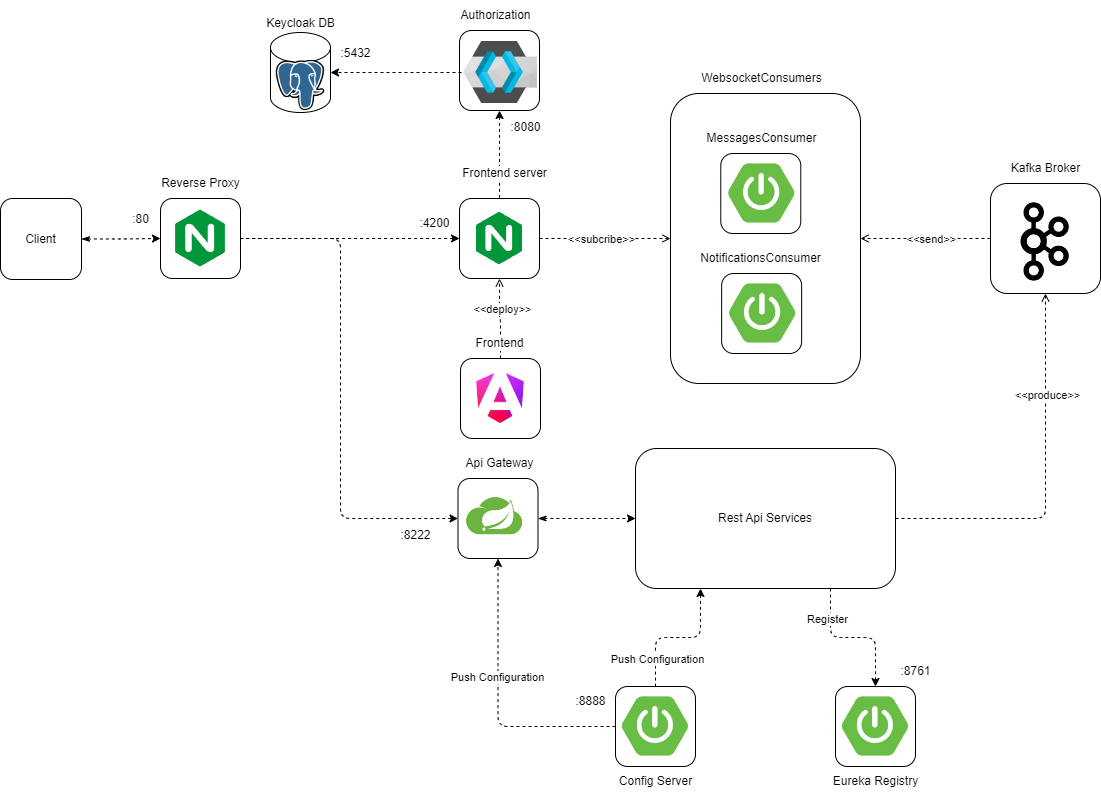 Keycloak DB
Authorization
:5432
WebsocketConsumers
:8080
MessagesConsumer
Kafka Broker
Frontend server
Reverse Proxy
:80
:4200
Client
<<subcribe>>
<<send>>
NotificationsConsumer
<<deploy>>
Frontend
<<produce>>
Api Gateway
Rest Api Services
:8222
Register
Push Configuration
:8761
Push Configuration
:8888
Config Server
Eureka Registry